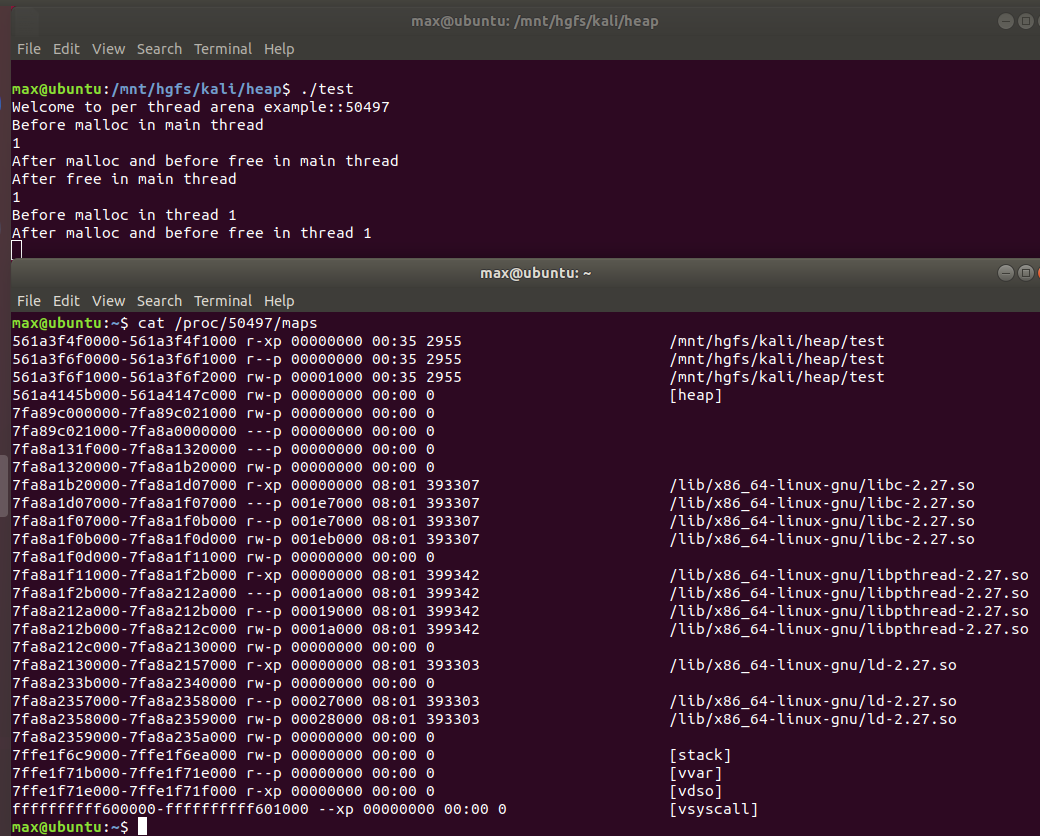 max@ubuntu: /mnt/hgfs/kali/heap
File Edit View Search Terminal Help
max@ubuntu:/mnt/hgfs/kali/heap$ ./test
Welcome to per thread arena example::50497
Before malloc in main thread
1
After malloc and before free in main thread
After free in main thread
1
Before malloc in thread 1
After malloc and before free in thread 1
max@ubuntu: ~
File Edit View Search Terminal Help
max@ubuntu:~$ cat /proc/50497/maps
561a3f4f0000-561a3f4f1000 r-xp 00000000 00:35 2955 /mnt/hgfs/kali/heap/test
561a3f6f0000-561a3f6f1000 r--p 00000000 00:35 2955 /mnt/hgfs/kali/heap/test
561a3f6f1000-561a3f6f2000 rw-p 00001000 00:35 2955 /mnt/hgfs/kali/heap/test
561a4145b000-561a4147c000 rw-p 00000000 00:00 0 [heap]
7fa89c000000-7fa89c021000 rw-p 00000000 00:00 0
7fa89c021000-7fa8a0000000 ---p 00000000 00:00 0
7fa8a131f000-7fa8a1320000 ---p 00000000 00:00 0
7fa8a1320000-7fa8a1b20000 rw-p 00000000 00:00 0
7fa8a1b20000-7fa8a1d07000 r-xp 00000000 08:01 393307 /lib/x86_64-linux-gnu/libc-2.27.so
7fa8a1d07000-7fa8a1f07000 ---p 001e7000 08:01 393307 /lib/x86_64-linux-gnu/libc-2.27.so
7fa8a1f07000-7fa8a1f0b000 r--p 001e7000 08:01 393307 /lib/x86_64-linux-gnu/libc-2.27.so
7fa8a1f0b000-7fa8a1f0d000 rw-p 001eb000 08:01 393307 /lib/x86_64-linux-gnu/libc-2.27.so
7fa8a1f0d000-7fa8a1f11000 rw-p 00000000 00:00 0
7fa8a1f11000-7fa8a1f2b000 r-xp 00000000 08:01 399342 /lib/x86_64-linux-gnu/libpthread-2.27.so
7fa8a1f2b000-7fa8a212a000 ---p 0001a000 08:01 399342 /lib/x86_64-linux-gnu/libpthread-2.27.so
7fa8a212a000-7fa8a212b000 r--p 00019000 08:01 399342 /lib/x86_64-linux-gnu/libpthread-2.27.so
7fa8a212b000-7fa8a212c000 rw-p 0001a000 08:01 399342 /lib/x86_64-linux-gnu/libpthread-2.27.so
7fa8a212c000-7fa8a2130000 rw-p 00000000 00:00 0
7fa8a2130000-7fa8a2157000 r-xp 00000000 08:01 393303 /lib/x86_64-linux-gnu/ld-2.27.so
7fa8a233b000-7fa8a2340000 rw-p 00000000 00:00 0
7fa8a2357000-7fa8a2358000 r--p 00027000 08:01 393303 /lib/x86_64-linux-gnu/ld-2.27.so
7fa8a2358000-7fa8a2359000 rw-p 00028000 08:01 393303 /lib/x86_64-linux-gnu/ld-2.27.so
7fa8a2359000-7fa8a235a000 rw-p 00000000 00:00 0
7ffe1f6c9000-7ffe1f6ea000 rw-p 00000000 00:00 0 [stack]
7ffe1f71b000-7ffe1f71e000 r--p 00000000 00:00 0 [vvar]
7ffe1f71e000-7ffe1f71f000 r-xp 00000000 00:00 0 [vdso]
ffffffffff600000-ffffffffff601000 --xp 00000000 00:00 0 [vsyscall]
max@ubuntu:~$